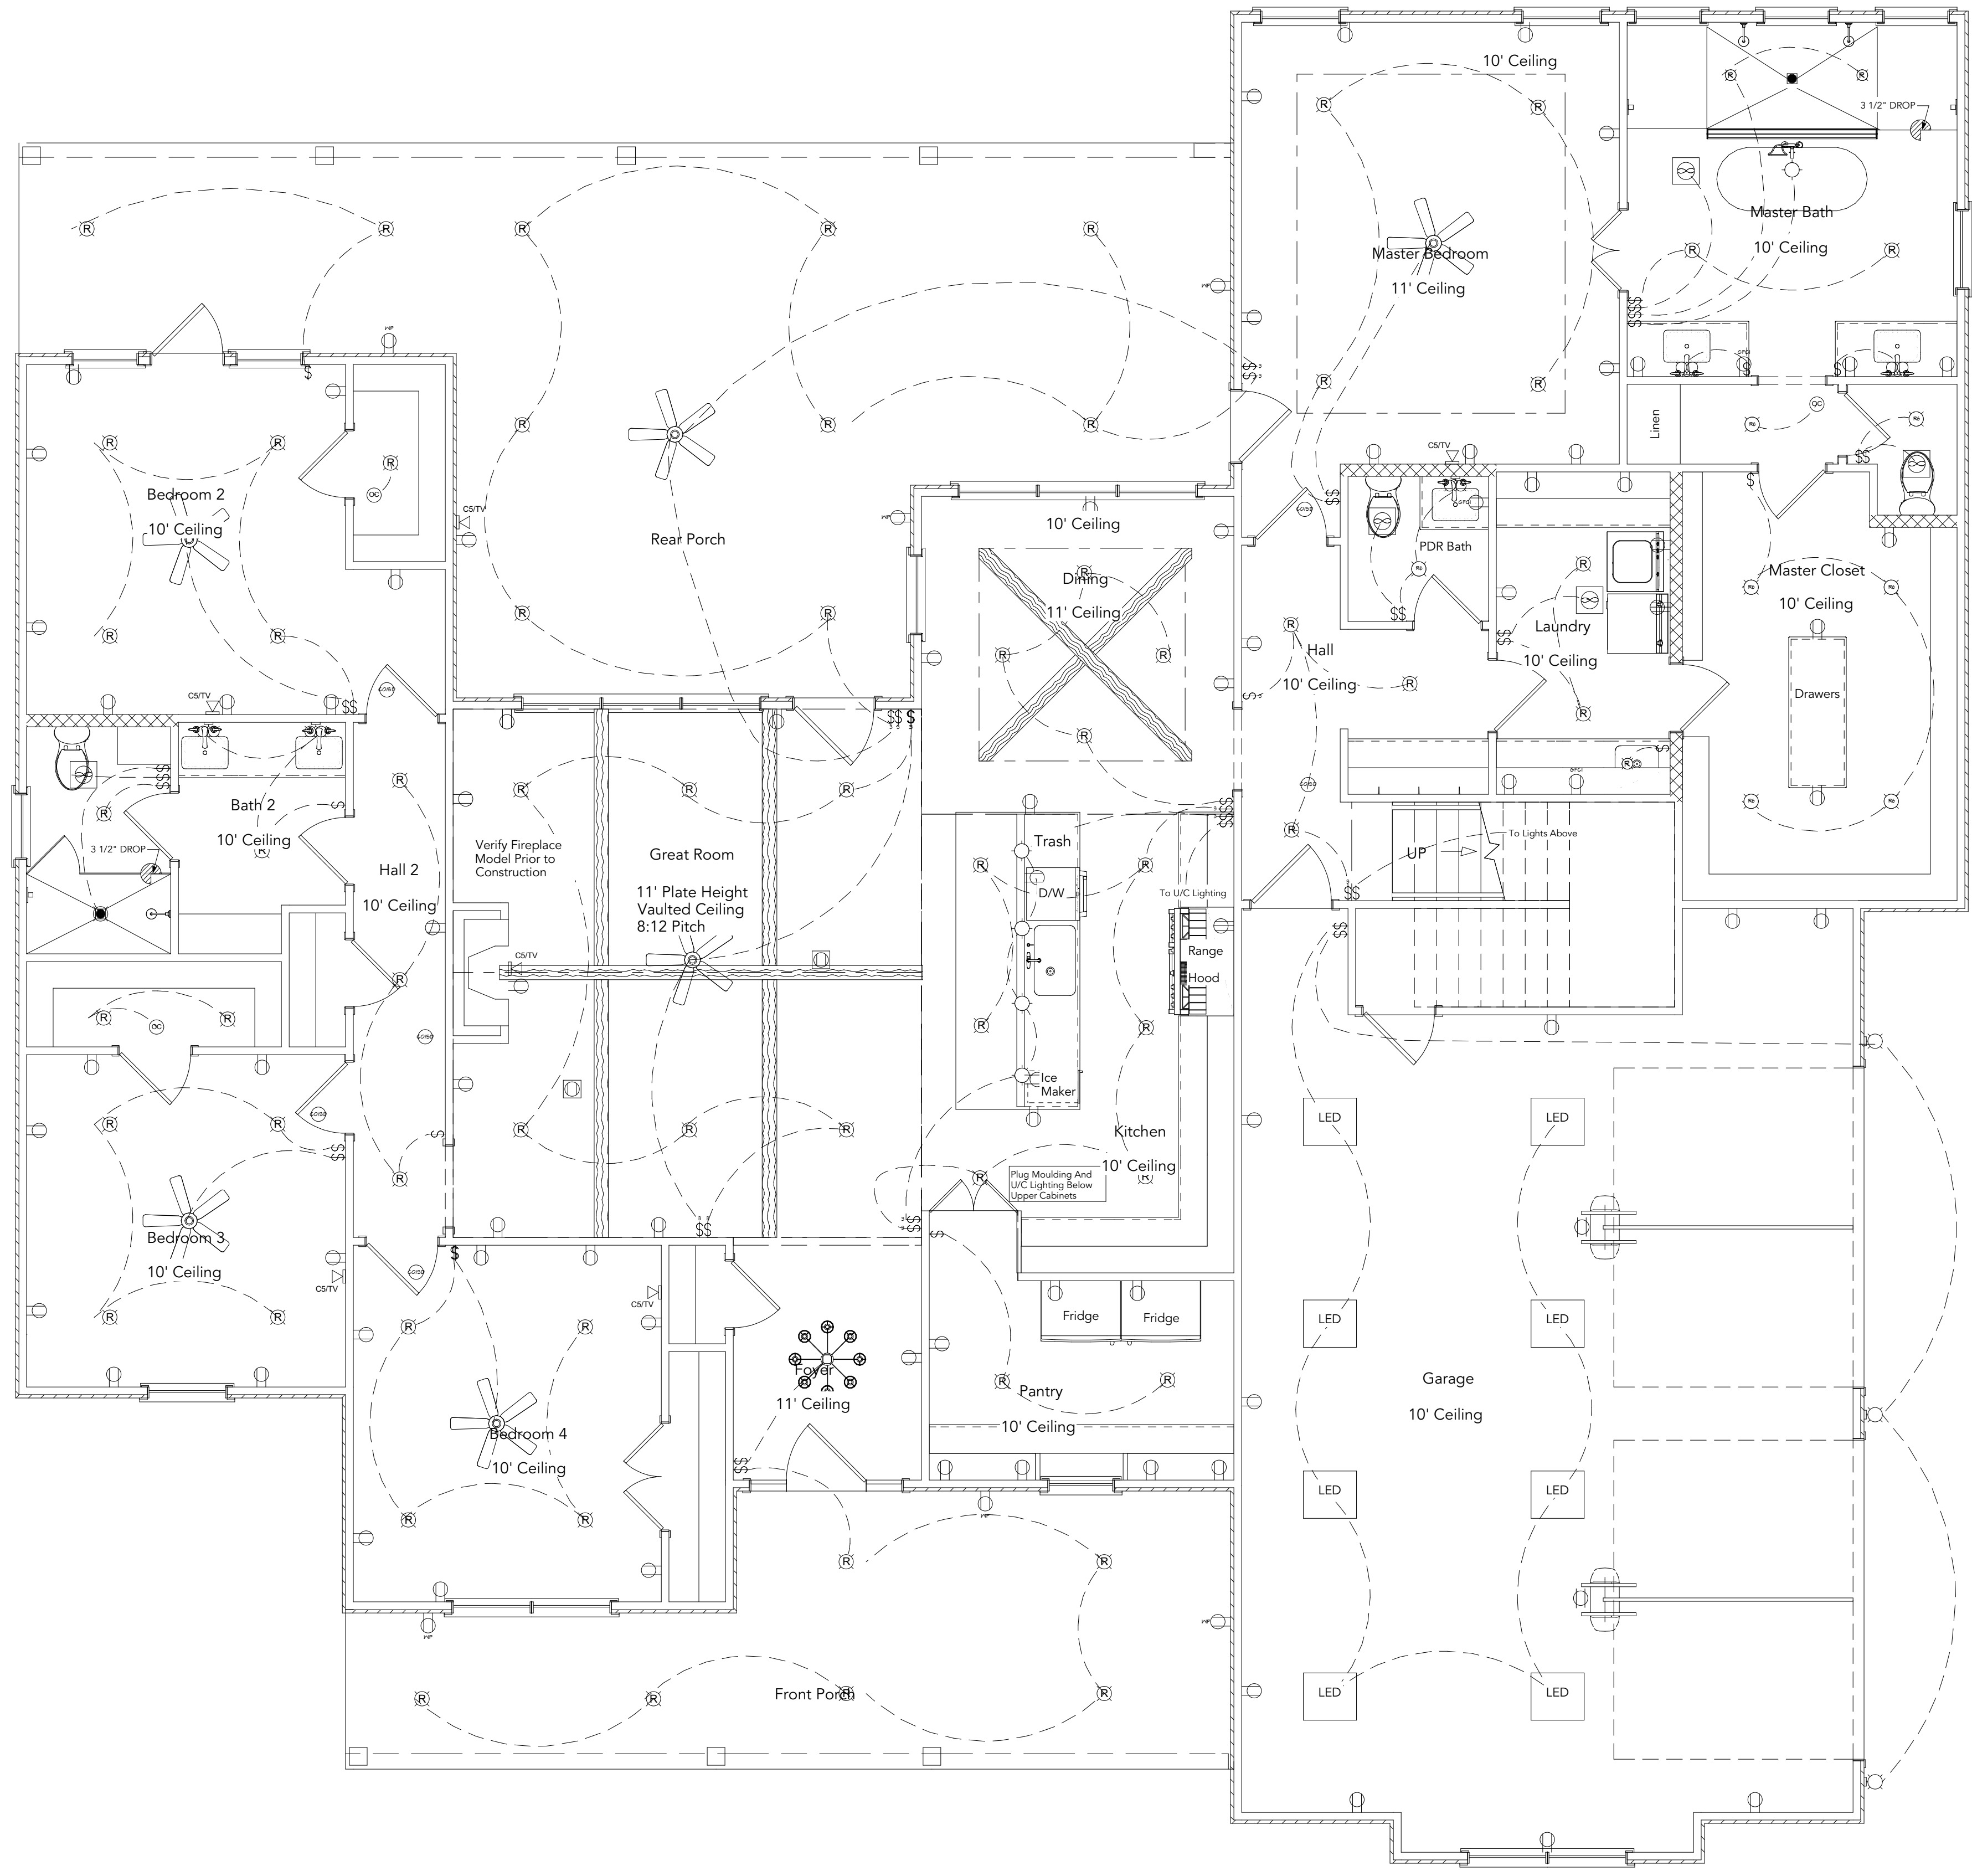 10' Ceiling
3 1/2" DROP
Master Bath
10' Ceiling
Master Bedroom
11' Ceiling
Linen
C5/TV
Bedroom 2
10' Ceiling
C5/TV
Rear Porch
10' Ceiling
Dining
11' Ceiling
PDR Bath
Laundry
10' Ceiling
Master Closet
10' Ceiling
Drawers
Hall
10' Ceiling
C5/TV
Bath 2
10' Ceiling
3 1/2" DROP
Hall 2
10' Ceiling
Verify Fireplace
Model Prior to
Construction
Great Room
11' Plate Height
Vaulted Ceiling
8:12 Pitch
C5/TV
Trash
D/W
To U/C Lighting
Range
Hood
UP
To Lights Above
Ice
Maker
Kitchen
10' Ceiling
Plug Moulding And
U/C Lighting Below
Upper Cabinets
Bedroom 3
10' Ceiling
C5/TV
C5/TV
Fridge
Fridge
Foyer
11' Ceiling
Pantry
10' Ceiling
Bedroom 4
10' Ceiling
LED
LED
LED
LED
Garage
10' Ceiling
LED
LED
LED
LED
Front Porch